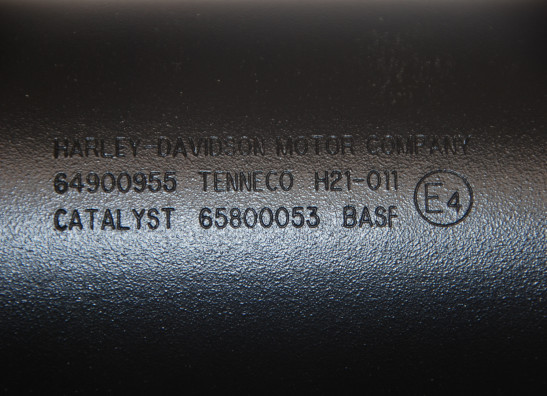 HARLEY-DAVIDSON MOTOR COMPANY
64900955 TENNECO H21-011
CATALYST 65800053 BASF
E4